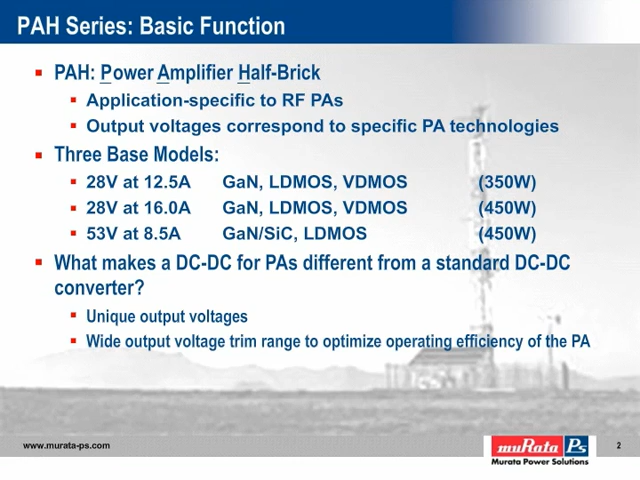 PAH Series: Basic Function
PAH: Power Amplifier Half-Brick
Application-specific to RF PAs
Output voltages correspond to specific PA technologies
Three Base Models:
28V at 12.5A GaN, LDMOS, VDMOS (350W)
28V at 16.0A GaN, LDMOS, VDMOS (450W)
53V at 8.5A GaN/SiC, LDMOS (450W)
What makes a DC-DC for PAs different from a standard DC-DC
converter?
Unique output voltages
Wide output voltage trim range to optimize operating efficiency of the PA
www.murata-ps.com
muRata Ps
Murata Power Solutions
2